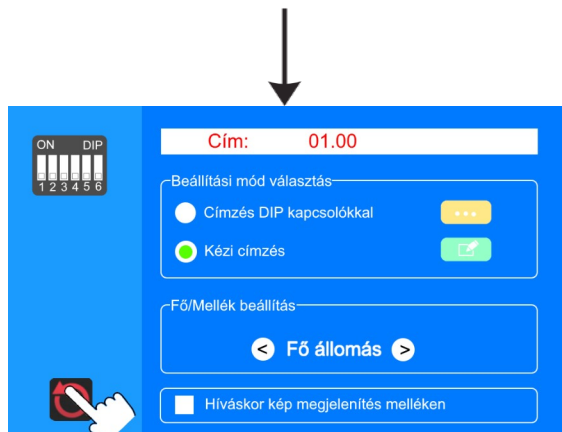 ON DIP
1 2 3 4 5 6
Cím: 01.00
Beállítási mód választás
Címzés DIP kapcsolókkal
Kézi címzés
Fő/Mellék beállítás
< Fő állomás >
Híváskor kép megjelenítés melléken